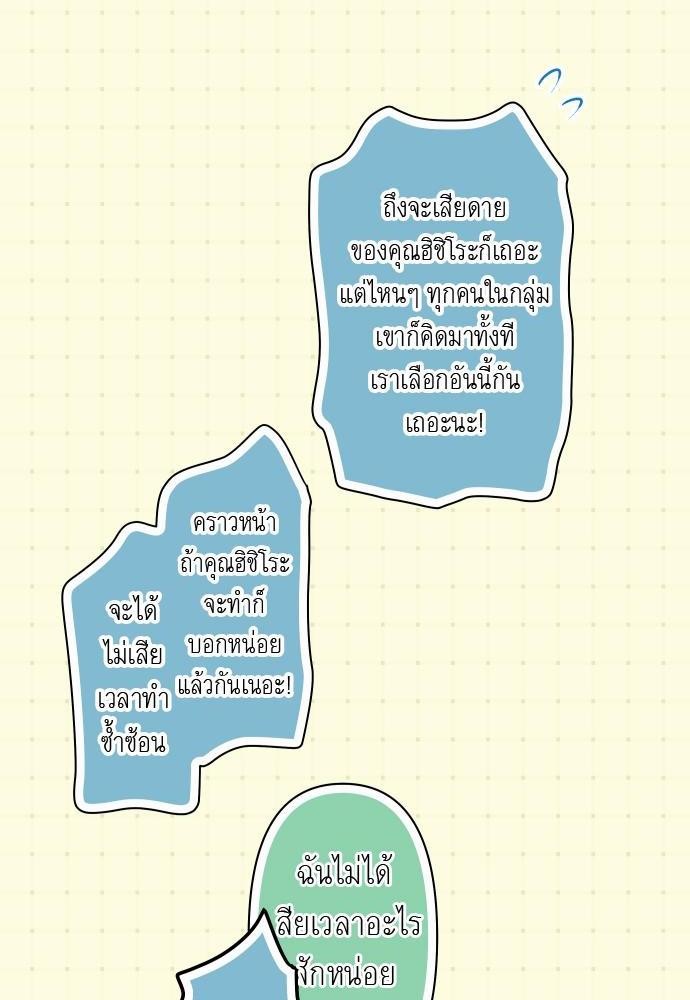 ถึงจะเสียดาย
ของคุณฮิชิโระก็เถอะ
แต่ไหนๆ ทุกคนในกลุ่ม
เขาก็คิดมาทั้งที
เราเลือกอันนี้กัน
เถอะนะ!
คราวหน้า
ถ้าคุณฮิชิโระ
จะทำก็
บอกหน่อย
แล้วกันเนอะ!
จะได้
ไม่เสีย
เวลาทำ
ซ้ำซ้อน
ฉันไม่ได้
สียเวลาอะไร
สักหน่อย